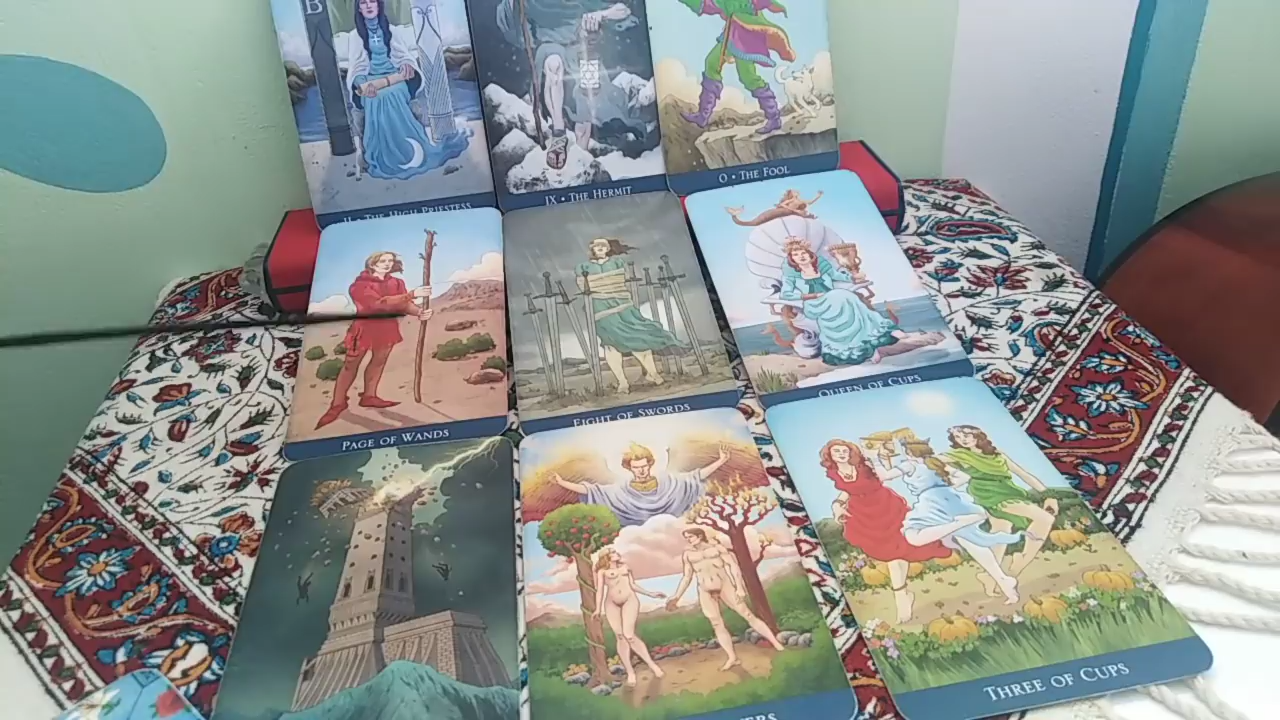 B
II • THE HIGH PRIESTESS
IX • THE HERMIT
0 • THE FOOL
PAGE OF WANDS
EIGHT OF SWORDS
QUEEN OF CUPS
THREE OF CUPS